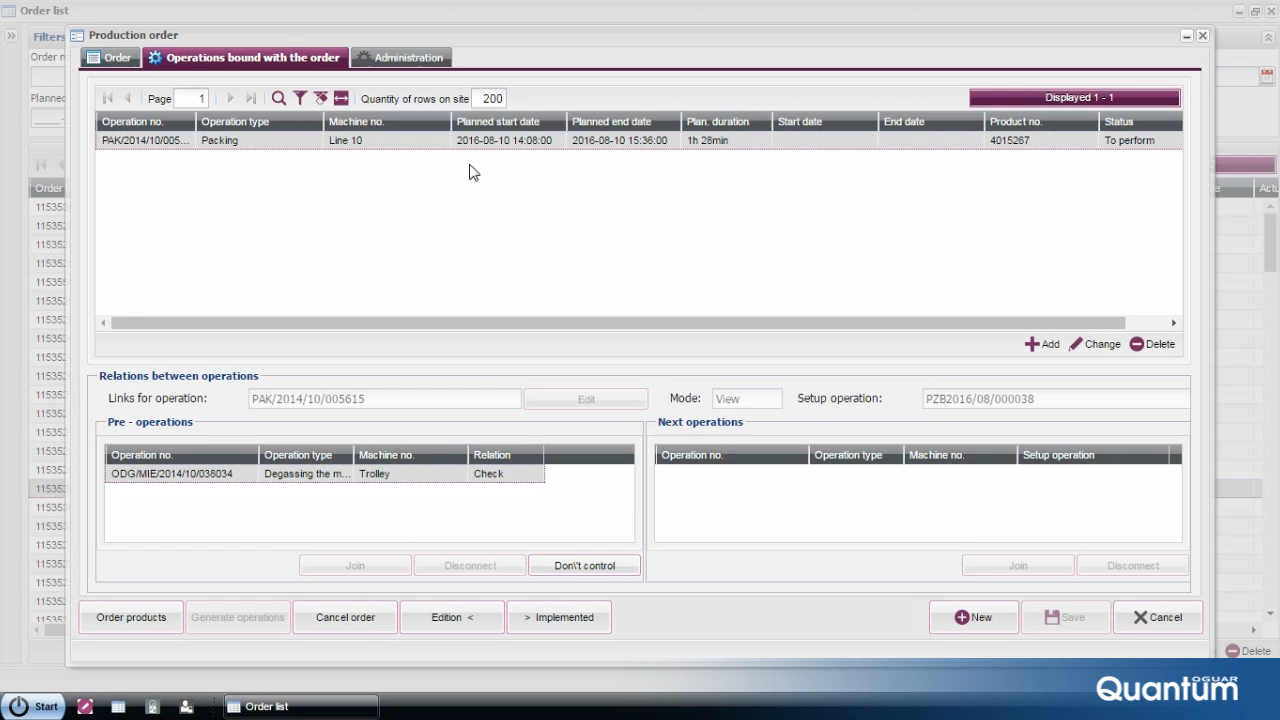 Order list
Production order
Filters
Order
Operations bound with the order
Administration
Order n
Planned
Page 1
Quantity of rows on site 200
Displayed 1 - 1
Operation no. Operation type Machine no. Planned start date Planned end date Plan. duration Start date End date Product no. Status
PAK/2014/10/005... Packing Line 10 2016-08-10 14:08:00 2016-08-10 15:36:00 1h 28min 4015267 To perform
Order Actu
Add Change Delete
Relations between operations
Links for operation: PAK/2014/10/005615 Edit Mode: View Setup operation: PZB2016/08/000038
Pre - operations
Next operations
Operation no. Operation type Machine no. Relation
Operation no. Operation type Machine no. Setup operation
ODG/MIE/2014/10/038034 Degassing the m... Trolley Check
Join Disconnect Don\'t control
Join Disconnect
Order products Generate operations Cancel order Edition < > Implemented New Save Cancel
Delete
OGUAR
Quantum
Start Order list